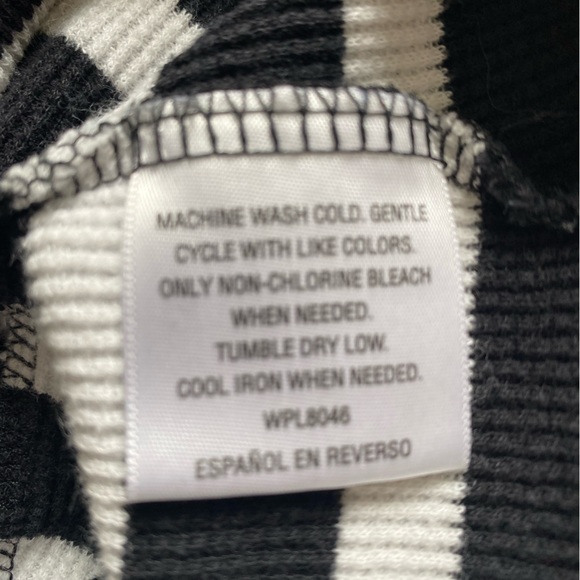 MACHINE WASH COLD. GENTLE
CYCLE WITH LIKE COLORS.
ONLY NON-CHLORINE BLEACH
WHEN NEEDED.
TUMBLE DRY LOW.
COOL IRON WHEN NEEDED.
WPL8046
ESPAÑOL EN REVERSO